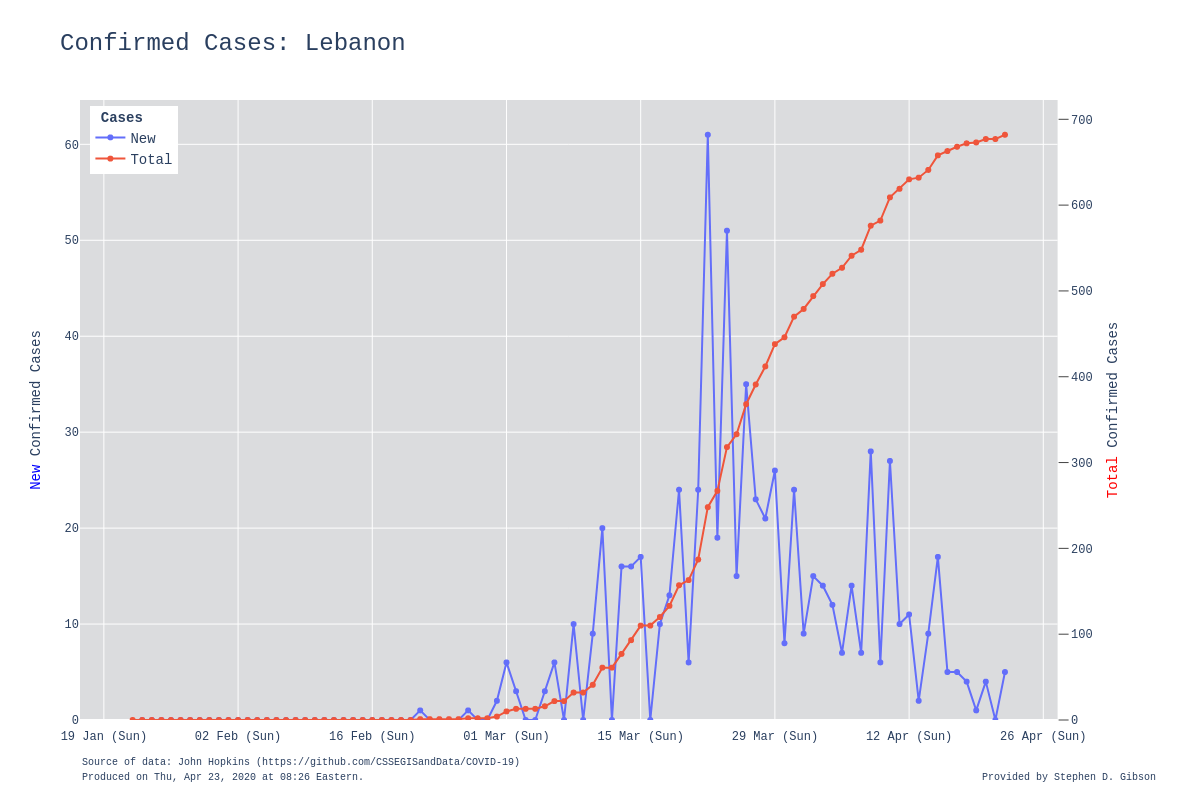 Confirmed Cases: Lebanon
Cases
New
Total
60
50
40
30
20
10
0
700
600
500
400
300
200
100
0
New Confirmed Cases
Total Confirmed Cases
19 Jan (Sun) 02 Feb (Sun) 16 Feb (Sun) 01 Mar (Sun) 15 Mar (Sun) 29 Mar (Sun) 12 Apr (Sun) 26 Apr (Sun)
Source of data: John Hopkins (https://github.com/CSSEGISandData/COVID-19)
Produced on Thu, Apr 23, 2020 at 08:26 Eastern.
Provided by Stephen D. Gibson